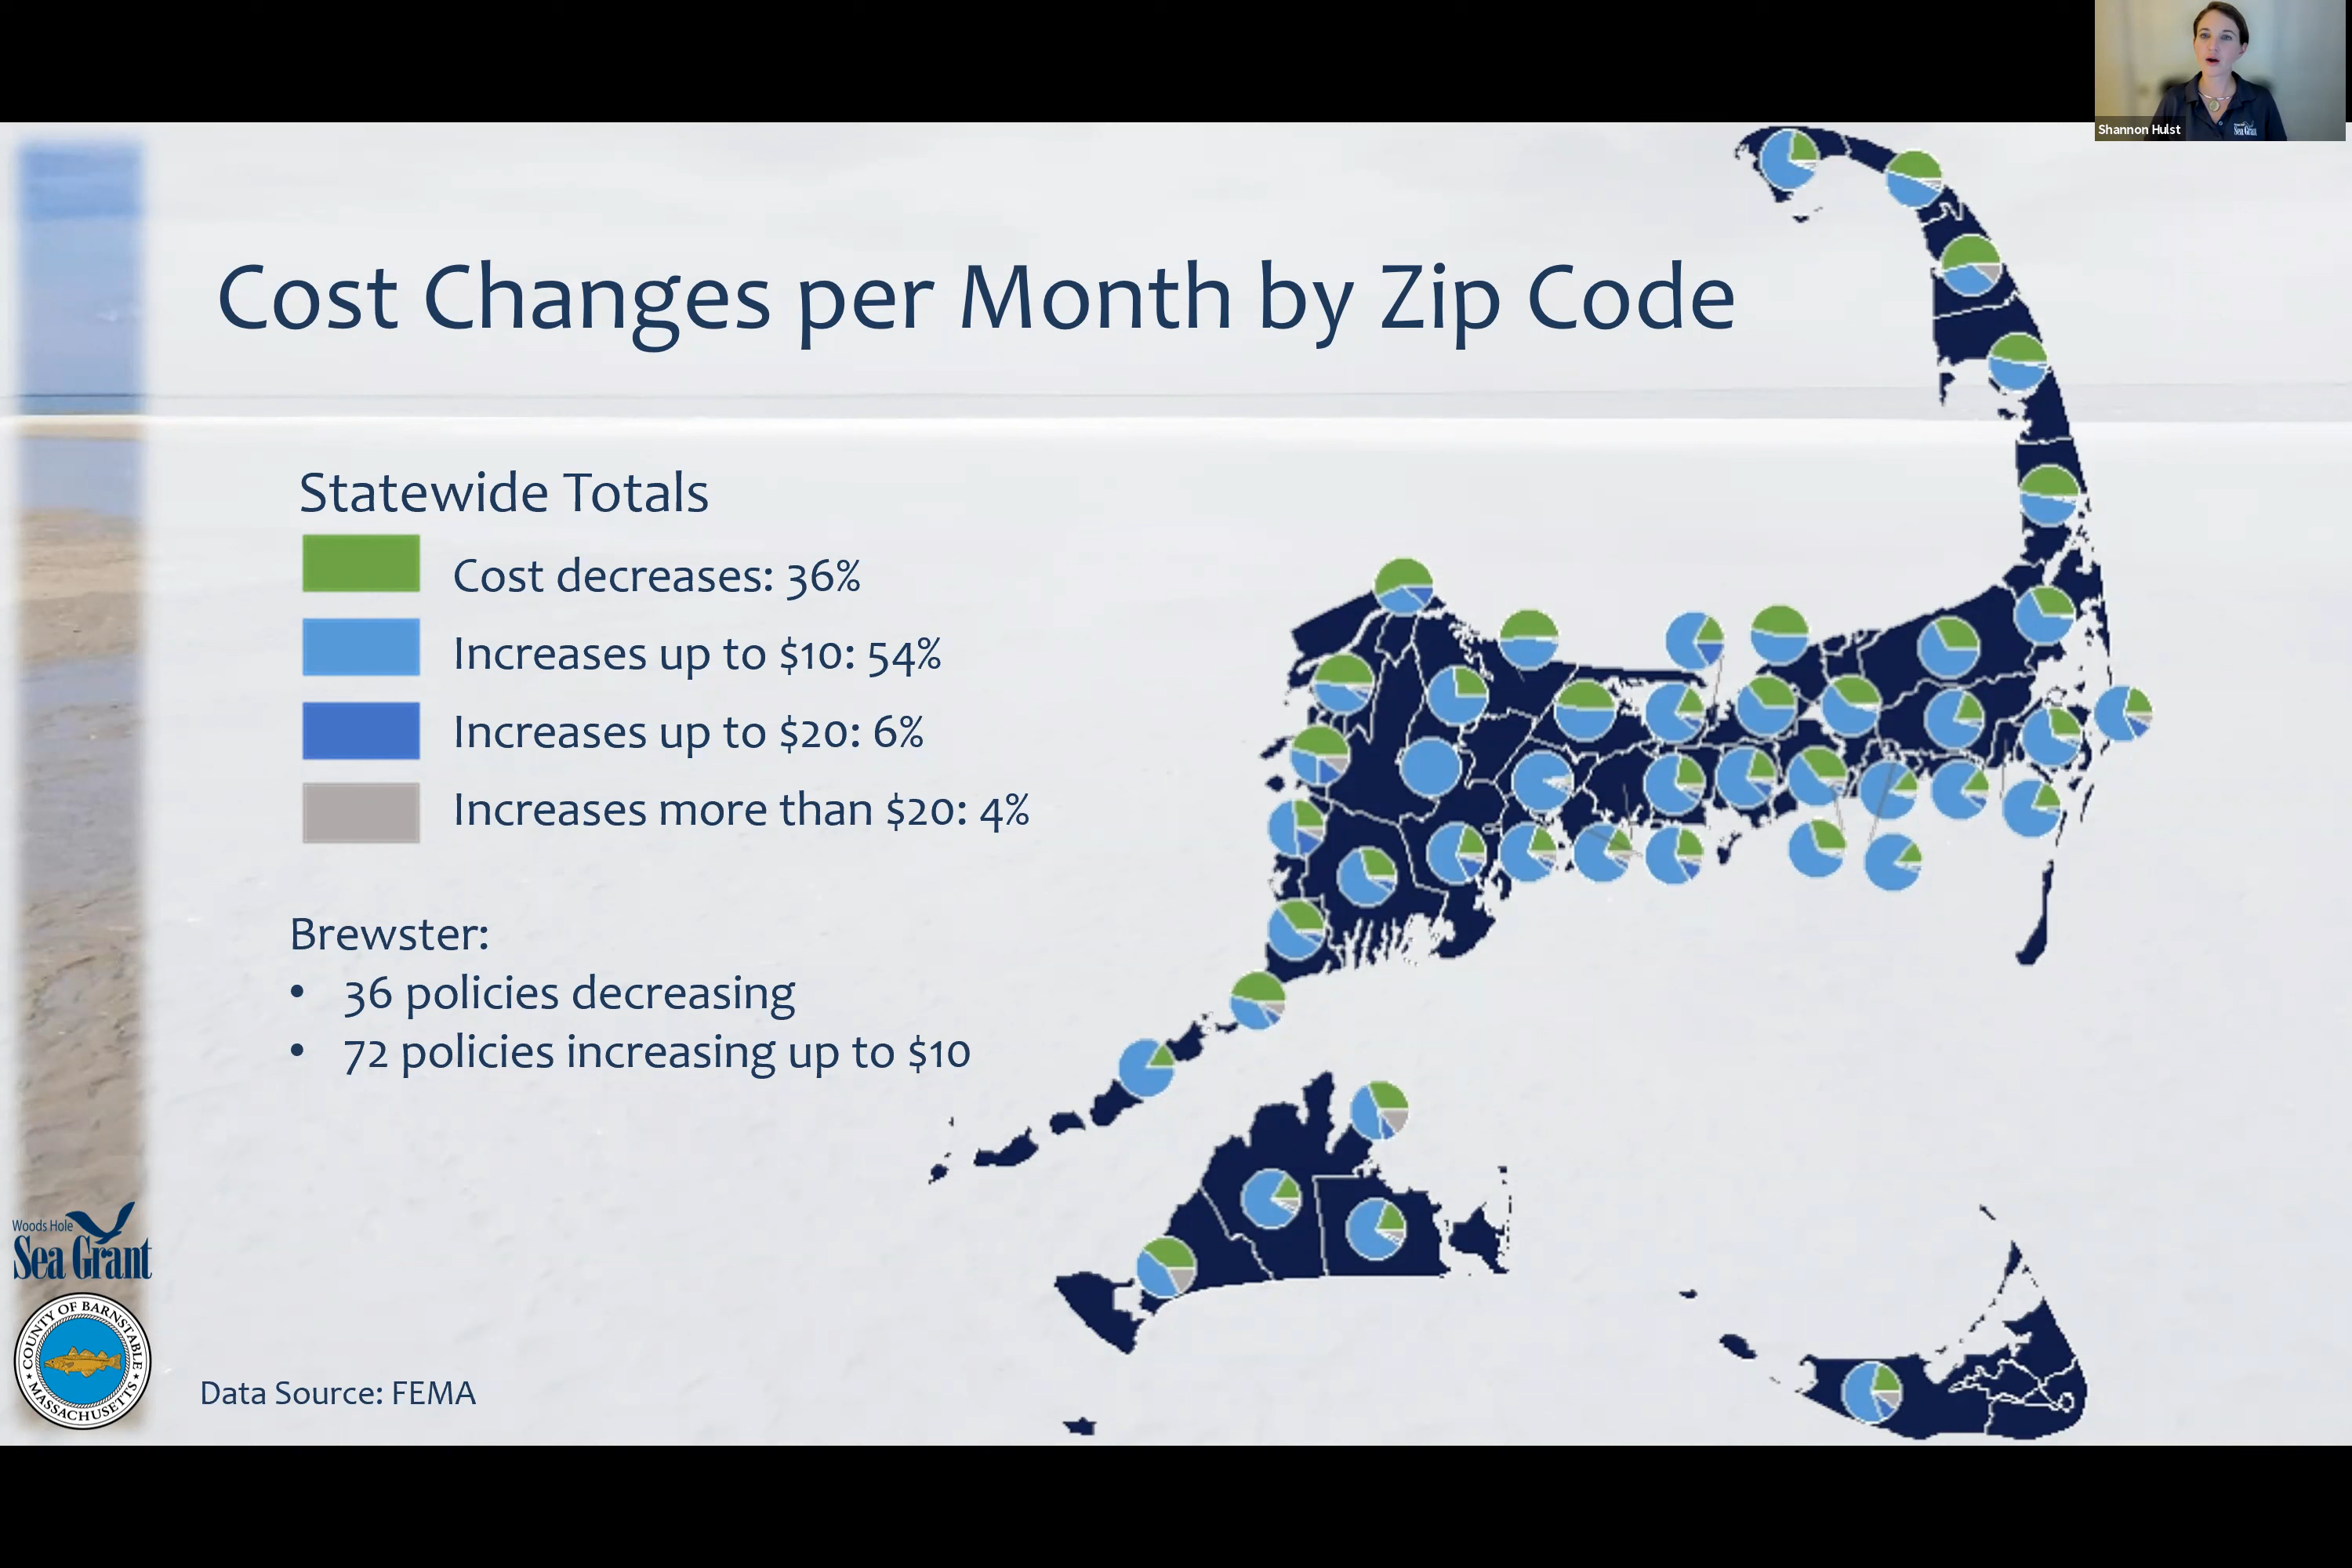 Shannon Hulst
Sea Grant
Cost Changes per Month by Zip Code
Statewide Totals
Cost decreases: 36%
Increases up to $10: 54%
Increases up to $20: 6%
Increases more than $20: 4%
Brewster:
• 36 policies decreasing
• 72 policies increasing up to $10
Woods Hole
Sea Grant
COUNTY OF BARNSTABLE
MASSACHUSETTS
Data Source: FEMA